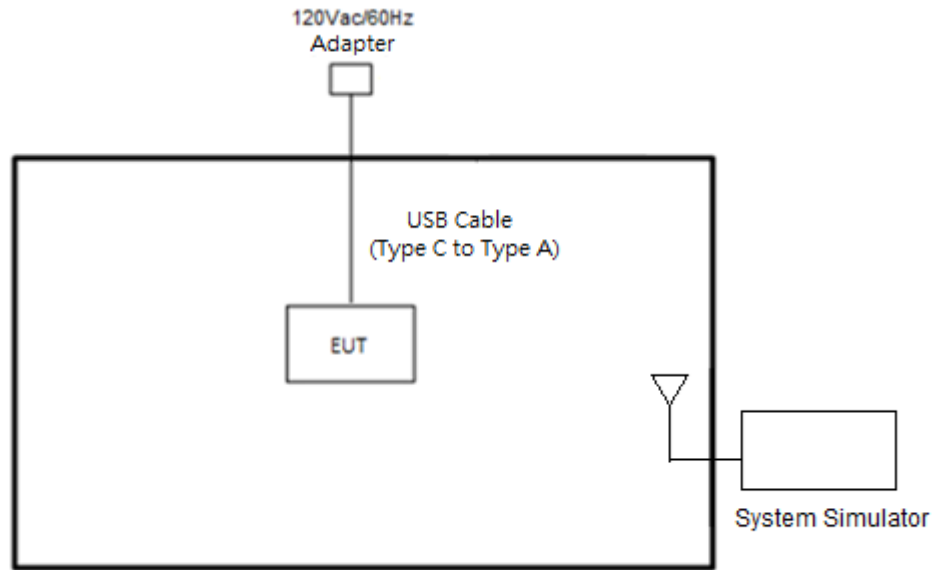 120Vac/60Hz
Adapter
USB Cable
(Type C to Type A)
EUT
System Simulator